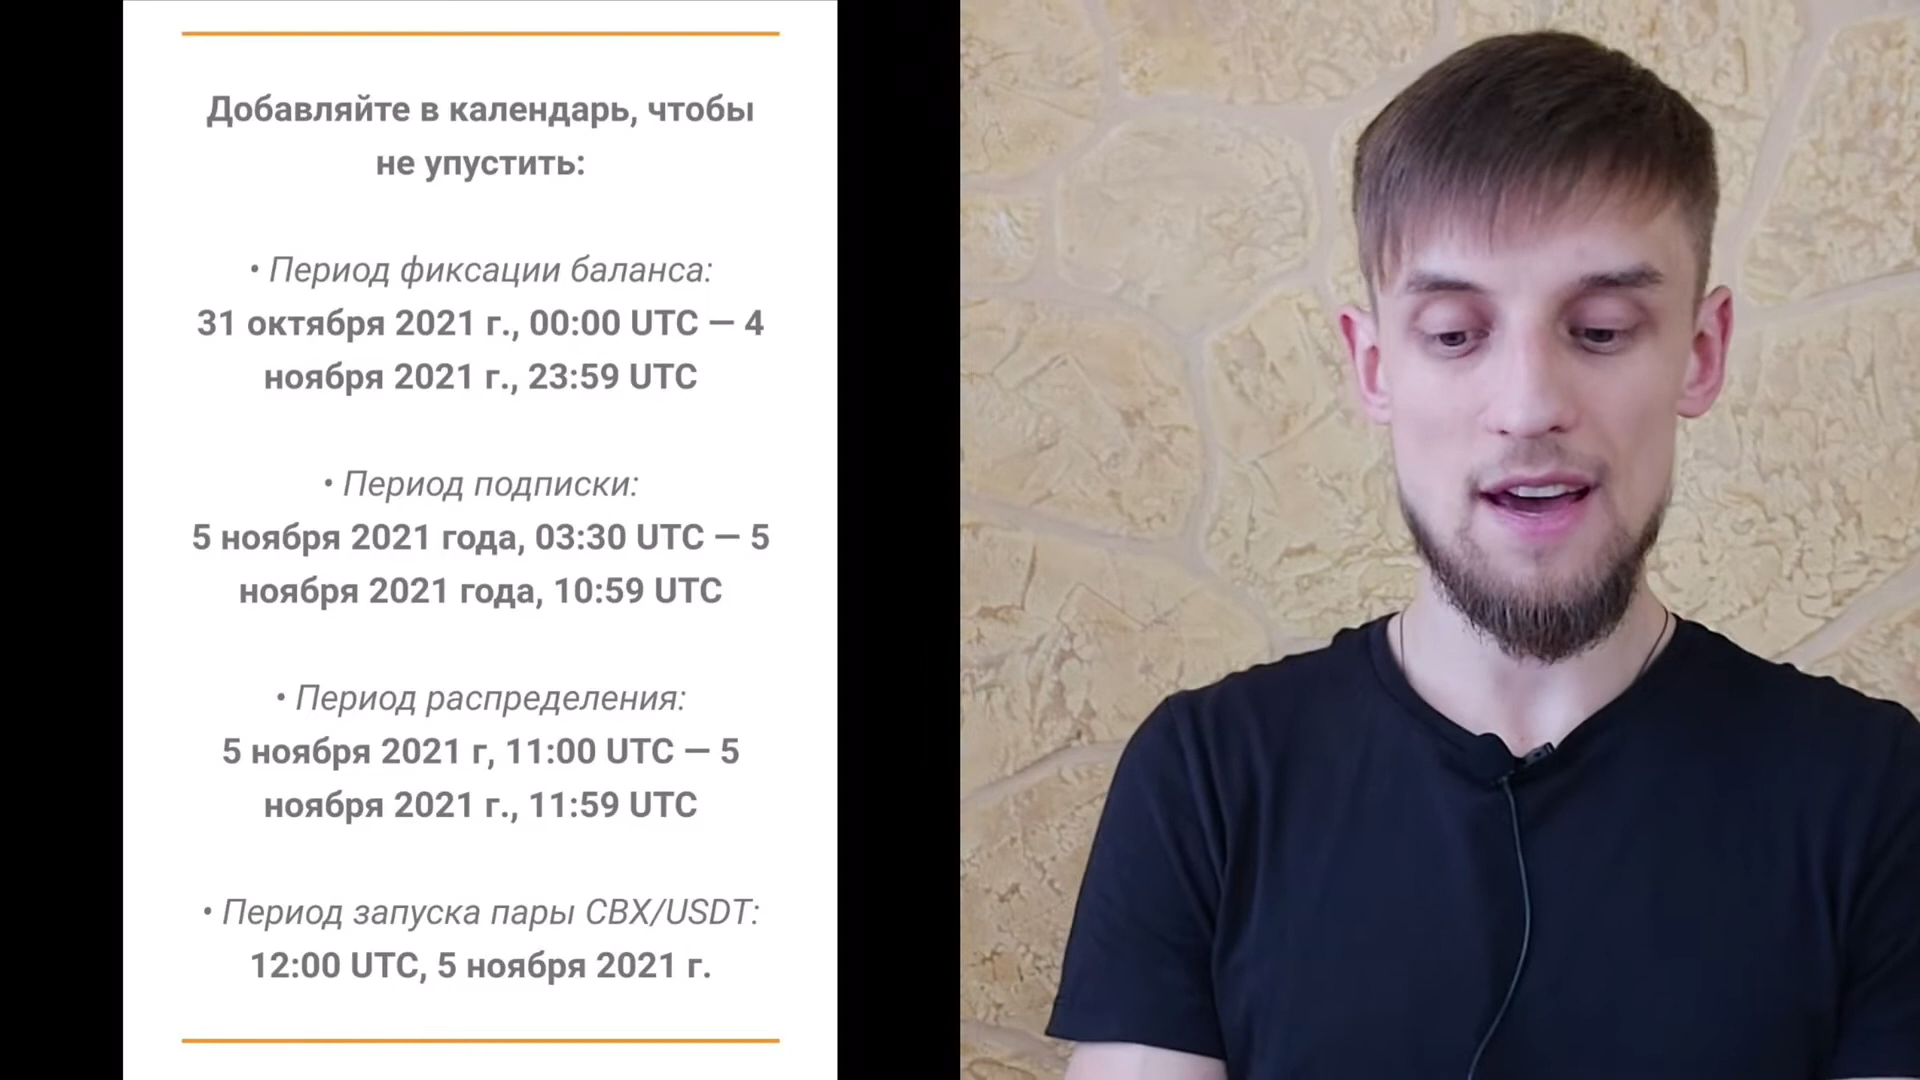 Добавляйте в календарь, чтобы
не упустить:
• Период фиксации баланса:
31 октября 2021 г., 00:00 UTC — 4
ноября 2021 г., 23:59 UTC
• Период подписки:
5 ноября 2021 года, 03:30 UTC — 5
ноября 2021 года, 10:59 UTC
• Период распределения:
5 ноября 2021 г, 11:00 UTC — 5
ноября 2021 г., 11:59 UTC
• Период запуска пары CBX/USDT:
12:00 UTC, 5 ноября 2021 г.